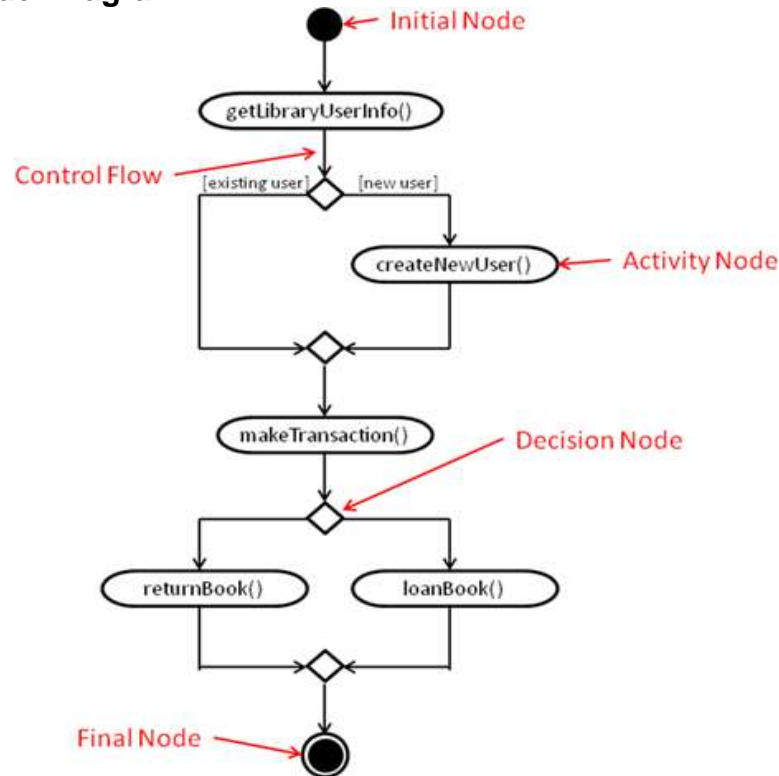 Initial Node
getLibraryUserInfo()
Control Flow
[existing user]
[new user]
createNewUser()
Activity Node
makeTransaction()
Decision Node
returnBook()
loanBook()
Final Node